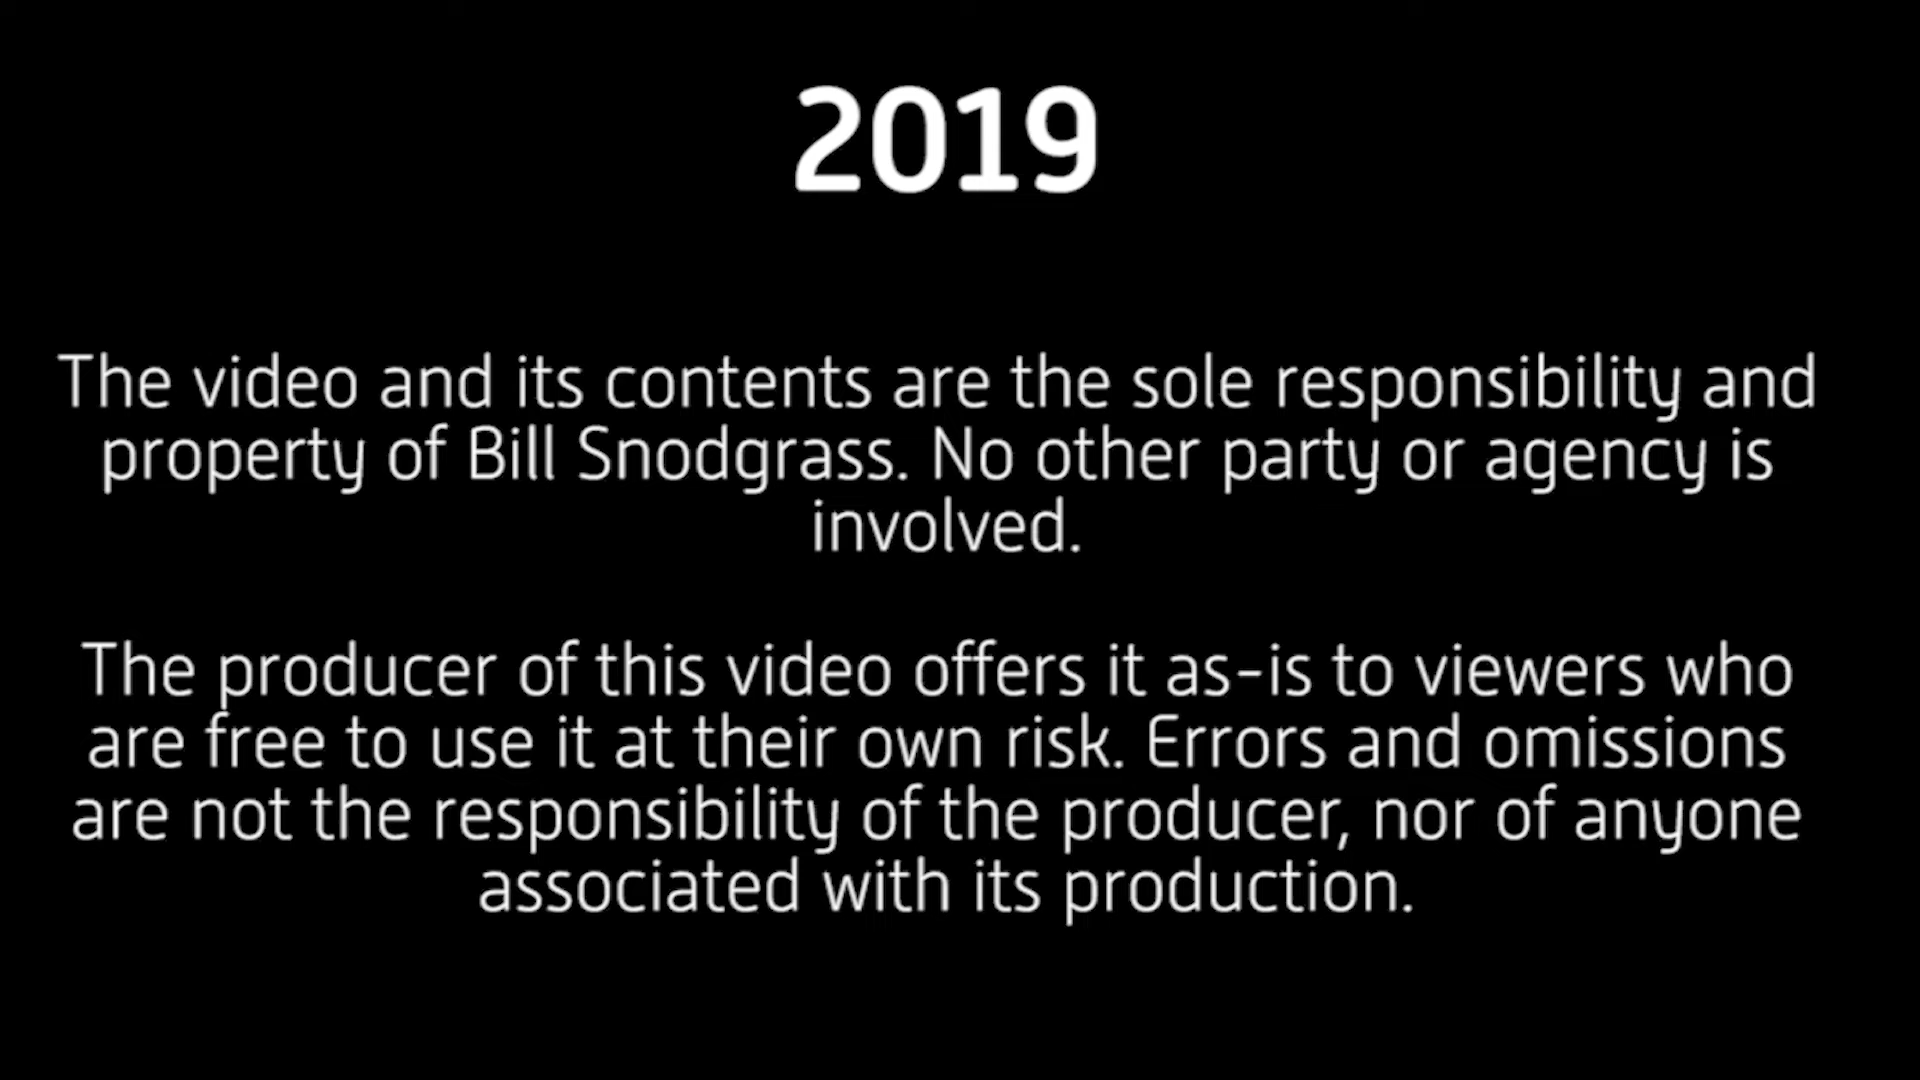 2019
The video and its contents are the sole responsibility and
property of Bill Snodgrass. No other party or agency is
involved.
The producer of this video offers it as-is to viewers who
are free to use it at their own risk. Errors and omissions
are not the responsibility of the producer, nor of anyone
associated with its production.